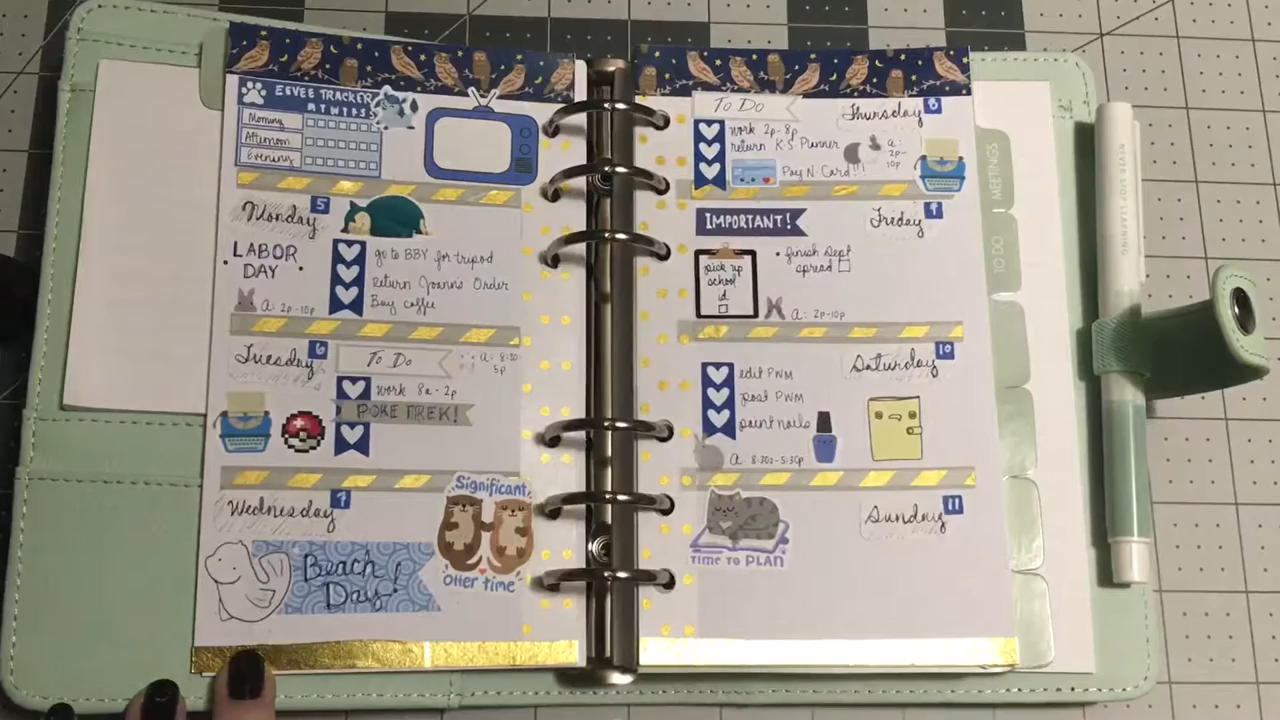 EEVEE TRACKER
M T W T F S S
Morning
Afternoon
Evening
Monday 5
LABOR
DAY
go to BBY for tripod
Return Joann's Order
Buy coffee
A: 2p-10p
Tuesday 6
To Do
A: 8:30-
5p
work 8a-2p
POKE TREK!
Wednesday 7
Beach
Day!
Significant
Otter time
To Do
Thursday 8
work 2p-8p
return K.S Planner
Pay N. Card!!
A:
2p-
10p
IMPORTANT!
Friday 9
pick up
school
id
• finish Sept
spread
A: 2p-10p
Saturday 10
edit PWM
post PWM
paint nails
A: 8:30a-5:30p
Sunday 11
TIME TO PLAN
MEETINGS
TO DO
NEVER STOP LEARNING